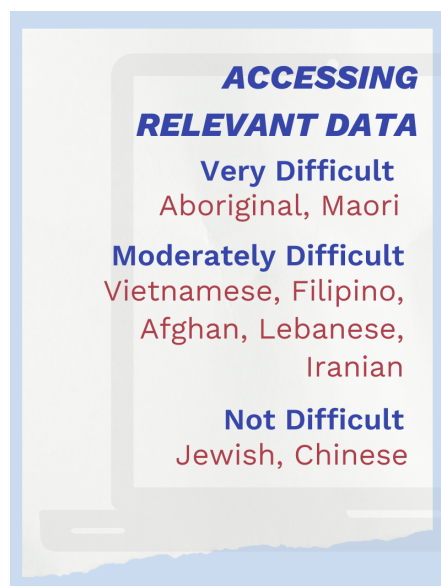 ACCESSING
RELEVANT DATA
Very Difficult
Aboriginal, Maori
Moderately Difficult
Vietnamese, Filipino,
Afghan, Lebanese,
Iranian
Not Difficult
Jewish, Chinese